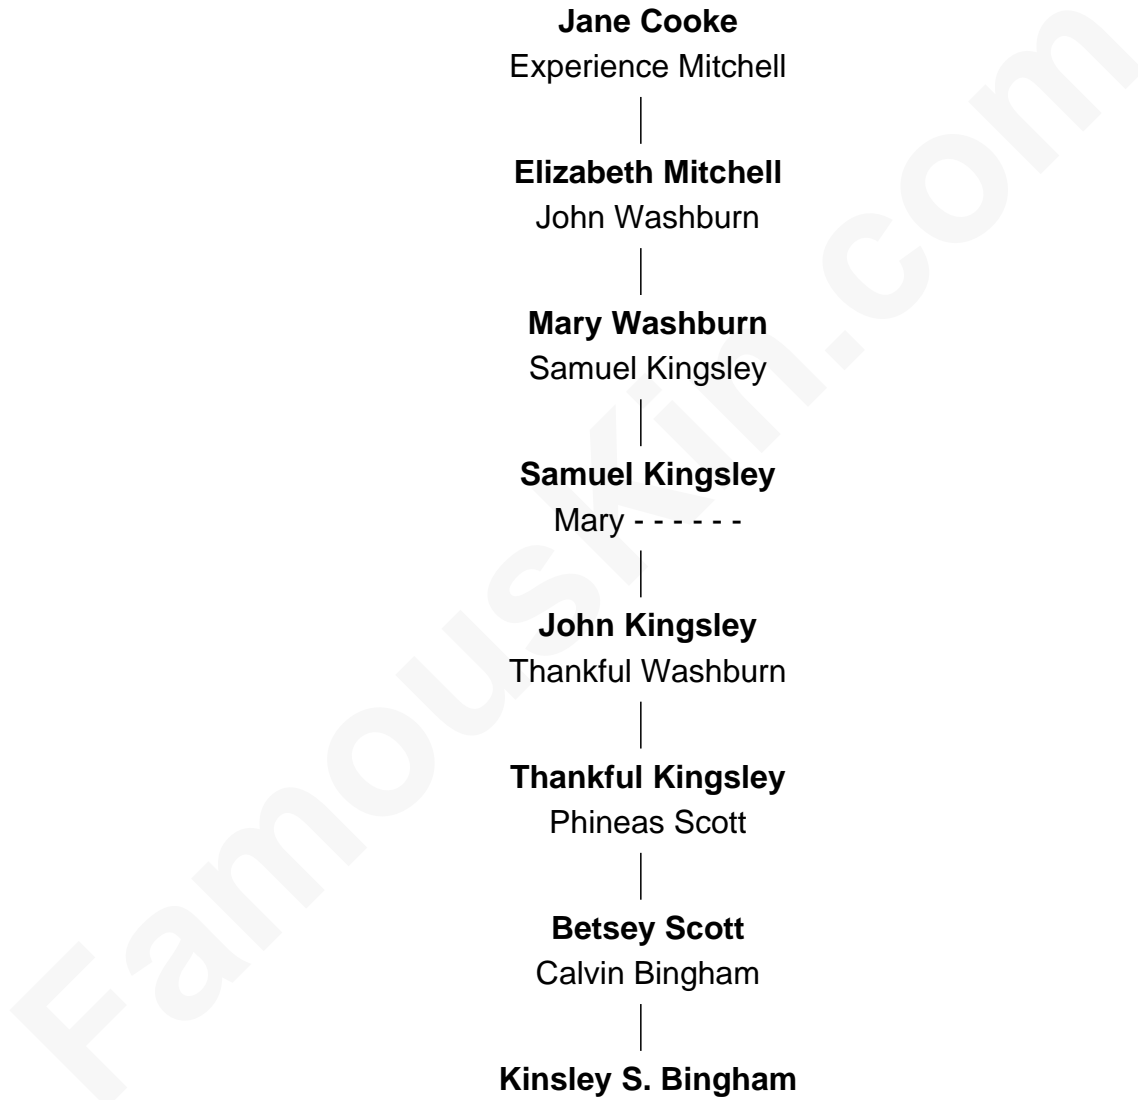 Jane Cooke
Experience Mitchell
Elizabeth Mitchell
John Washburn
Mary Washburn
Samuel Kingsley
Samuel Kingsley
Mary - - - - - -
John Kingsley
Thankful Washburn
Thankful Kingsley
Phineas Scott
Betsey Scott
Calvin Bingham
Kinsley S. Bingham
FamousKin.com